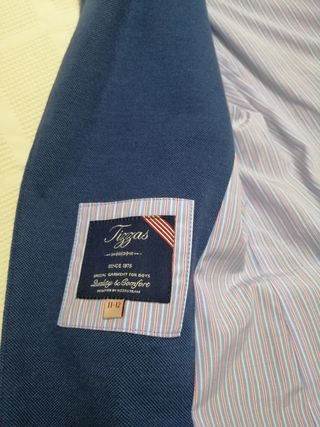 Tizzas
SINCE 1975
SPECIAL GARMENT FOR BOYS
Quality & Comfort
11-12